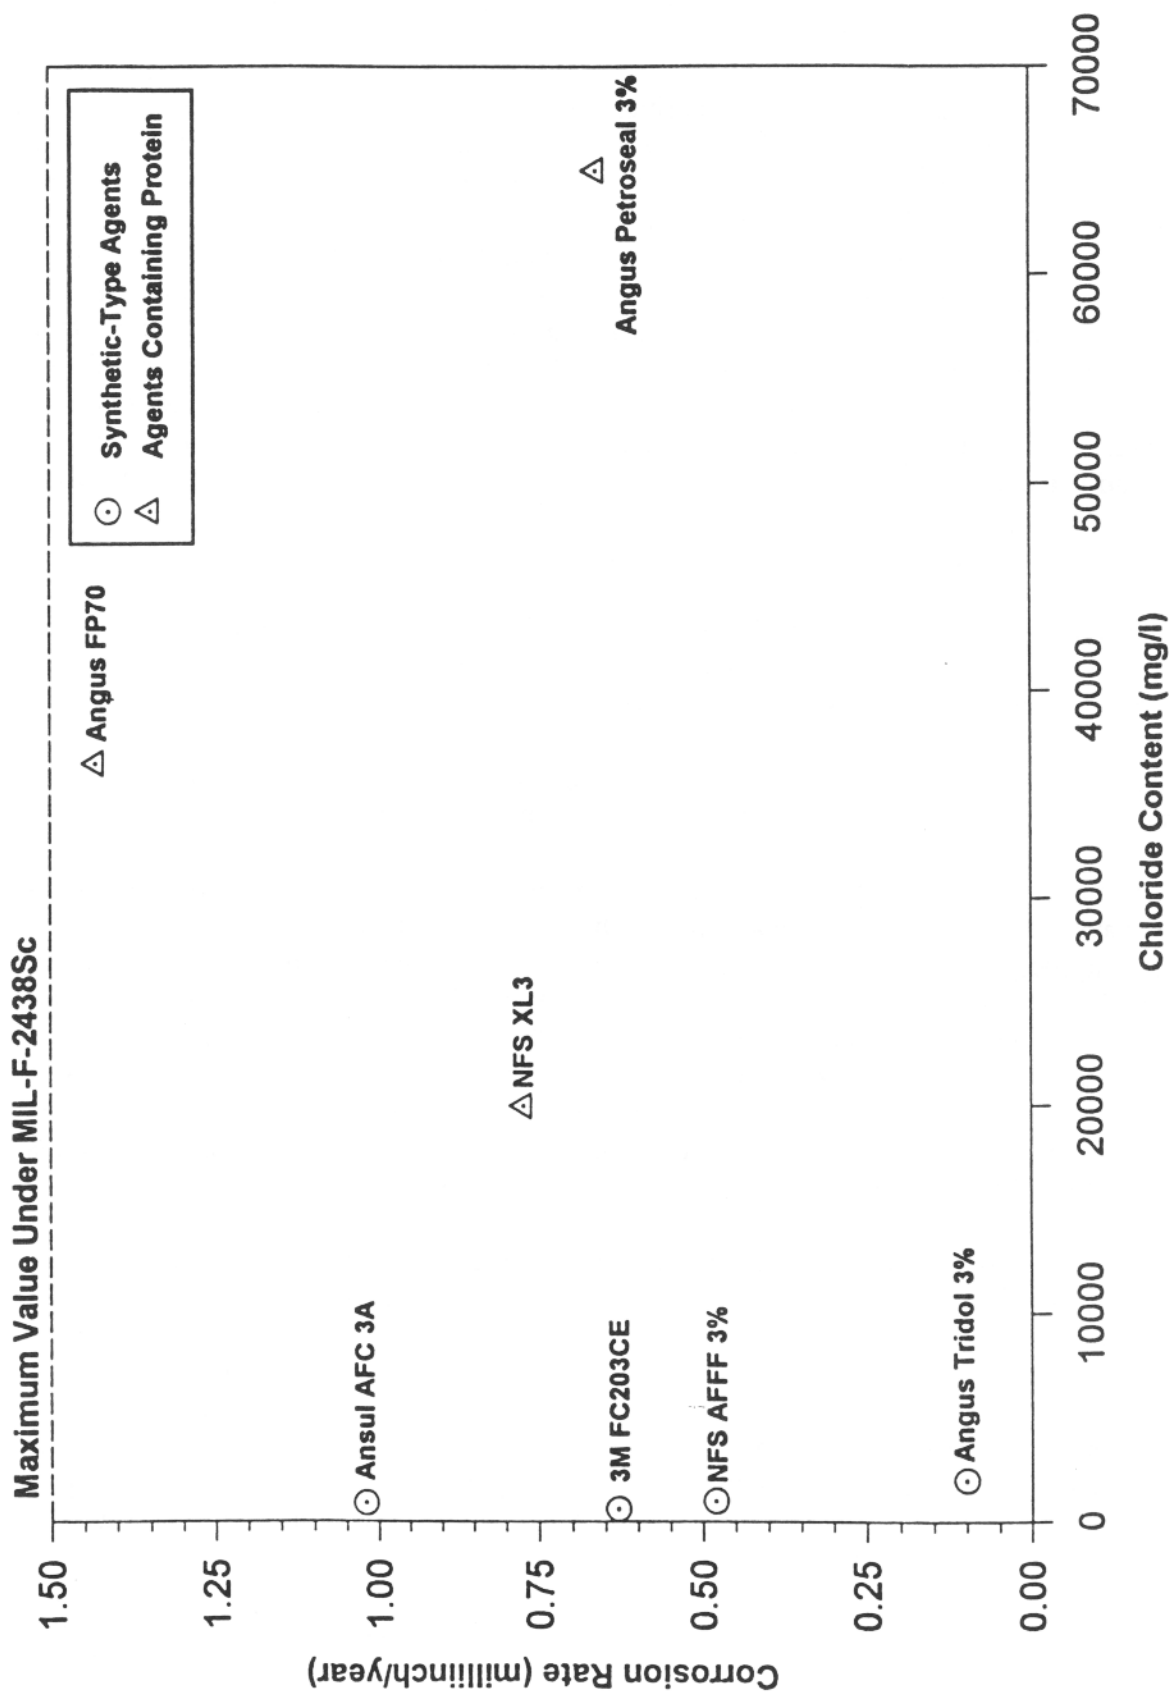 Maximum Value Under MIL-F-2438Sc
1.50
1.25
1.00
0.75
0.50
0.25
0.00
Corrosion Rate (milliinch/year)
Synthetic-Type Agents
Agents Containing Protein
Angus FP70
Ansul AFC 3A
NFS XL3
3M FC203CE
Angus Petroseal 3%
NFS AFFF 3%
Angus Tridol 3%
0
10000
20000
30000
40000
50000
60000
70000
Chloride Content (mg/l)